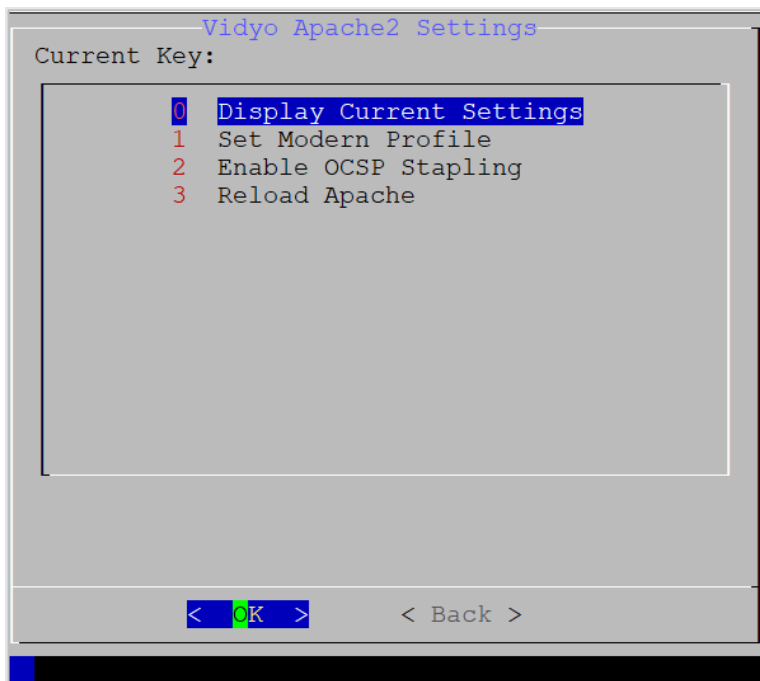 Vidyo Apache2 Settings
Current Key:
0 Display Current Settings
1 Set Modern Profile
2 Enable OCSP Stapling
3 Reload Apache
< OK > < Back >